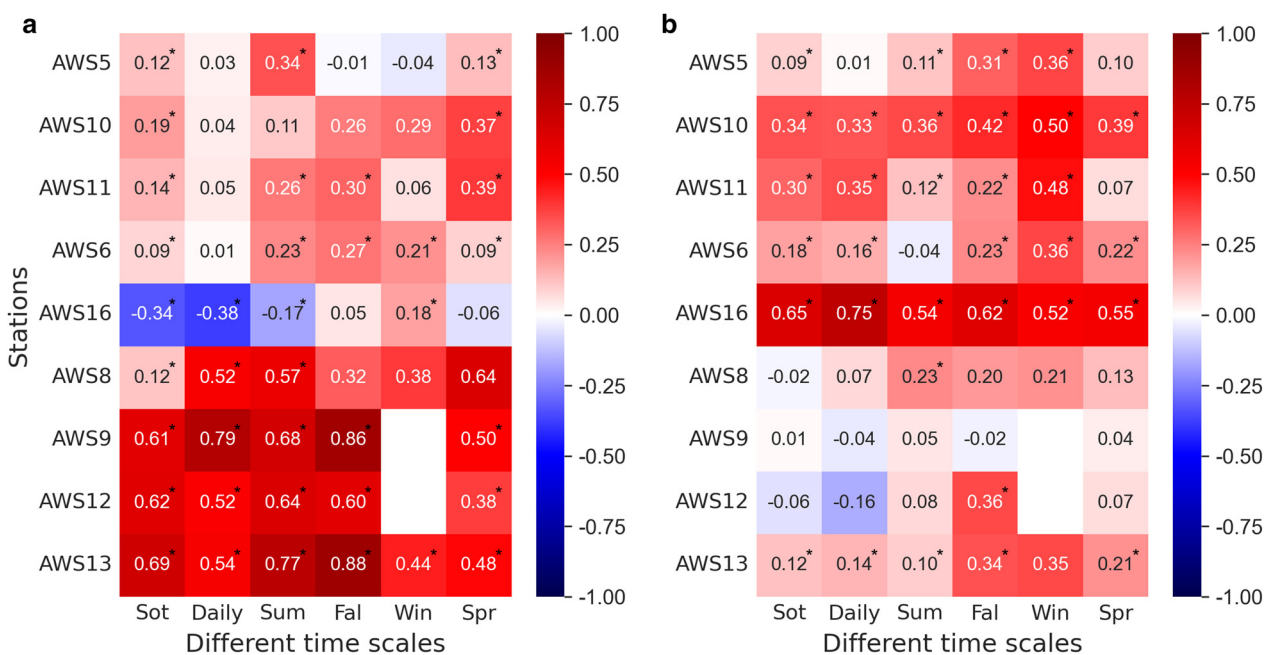 a
b
Stations
AWS5 0.12* 0.03 0.34* -0.01 -0.04 0.13*
AWS10 0.19* 0.04 0.11 0.26 0.29 0.37*
AWS11 0.14* 0.05 0.26* 0.30* 0.06 0.39*
AWS6 0.09* 0.01 0.23* 0.27* 0.21* 0.09*
AWS16 -0.34* -0.38* -0.17* 0.05 0.18* -0.06
AWS8 0.12* 0.52* 0.57* 0.32 0.38 0.64
AWS9 0.61* 0.79* 0.68* 0.86* 0.50*
AWS12 0.62* 0.52* 0.64* 0.60* 0.38*
AWS13 0.69* 0.54* 0.77* 0.88* 0.44* 0.48*
Sot Daily Sum Fal Win Spr
Different time scales
1.00
0.75
0.50
0.25
0.00
-0.25
-0.50
-0.75
-1.00
AWS5 0.09* 0.01 0.11* 0.31* 0.36* 0.10
AWS10 0.34* 0.33* 0.36* 0.42* 0.50* 0.39*
AWS11 0.30* 0.35* 0.12* 0.22* 0.48* 0.07
AWS6 0.18* 0.16* -0.04 0.23* 0.36* 0.22*
AWS16 0.65* 0.75* 0.54* 0.62* 0.52* 0.55*
AWS8 -0.02 0.07 0.23* 0.20 0.21 0.13
AWS9 0.01 -0.04 0.05 -0.02 0.04
AWS12 -0.06 -0.16 0.08 0.36* 0.07
AWS13 0.12* 0.14* 0.10* 0.34* 0.35 0.21*
Sot Daily Sum Fal Win Spr
Different time scales
1.00
0.75
0.50
0.25
0.00
-0.25
-0.50
-0.75
-1.00